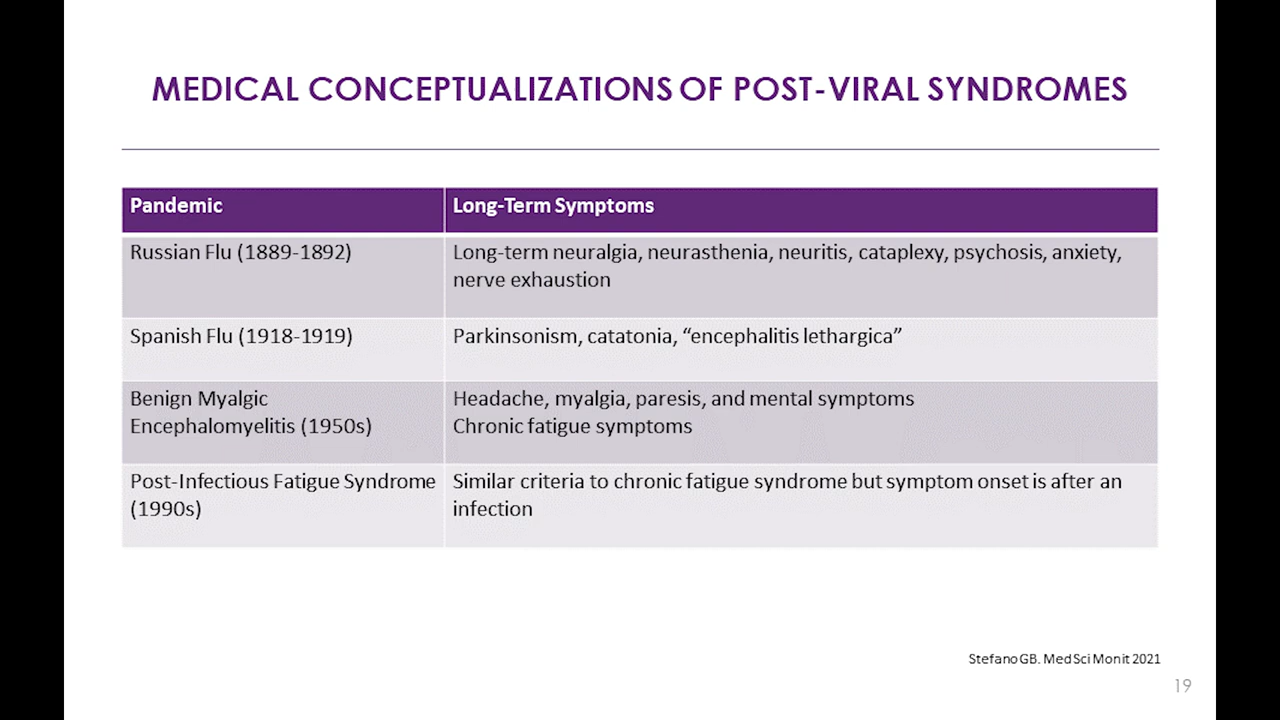 MEDICAL CONCEPTUALIZATIONS OF POST-VIRAL SYNDROMES
Pandemic
Long-Term Symptoms
Russian Flu (1889-1892)
Long-term neuralgia, neurasthenia, neuritis, cataplexy, psychosis, anxiety,
nerve exhaustion
Spanish Flu (1918-1919)
Parkinsonism, catatonia, “encephalitis lethargica”
Benign Myalgic
Encephalomyelitis (1950s)
Headache, myalgia, paresis, and mental symptoms
Chronic fatigue symptoms
Post-Infectious Fatigue Syndrome
(1990s)
Similar criteria to chronic fatigue syndrome but symptom onset is after an
infection
Stefano GB. Med Sci Monit 2021
19